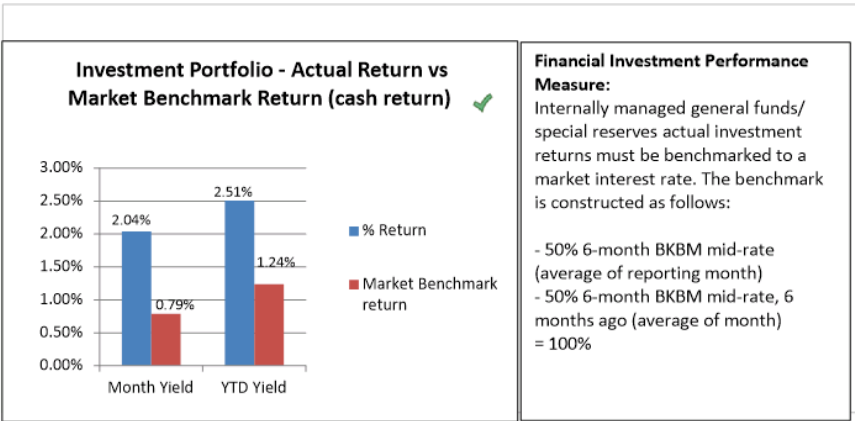 Investment Portfolio - Actual Return vs
Market Benchmark Return (cash return)
3.00%
2.50%
2.00%
1.50%
1.00%
0.50%
0.00%
2.04%
0.79%
2.51%
1.24%
Month Yield
YTD Yield
% Return
Market Benchmark
return
Financial Investment Performance
Measure:
Internally managed general funds/
special reserves actual investment
returns must be benchmarked to a
market interest rate. The benchmark
is constructed as follows:
- 50% 6-month BKBM mid-rate
(average of reporting month)
- 50% 6-month BKBM mid-rate, 6
months ago (average of month)
= 100%